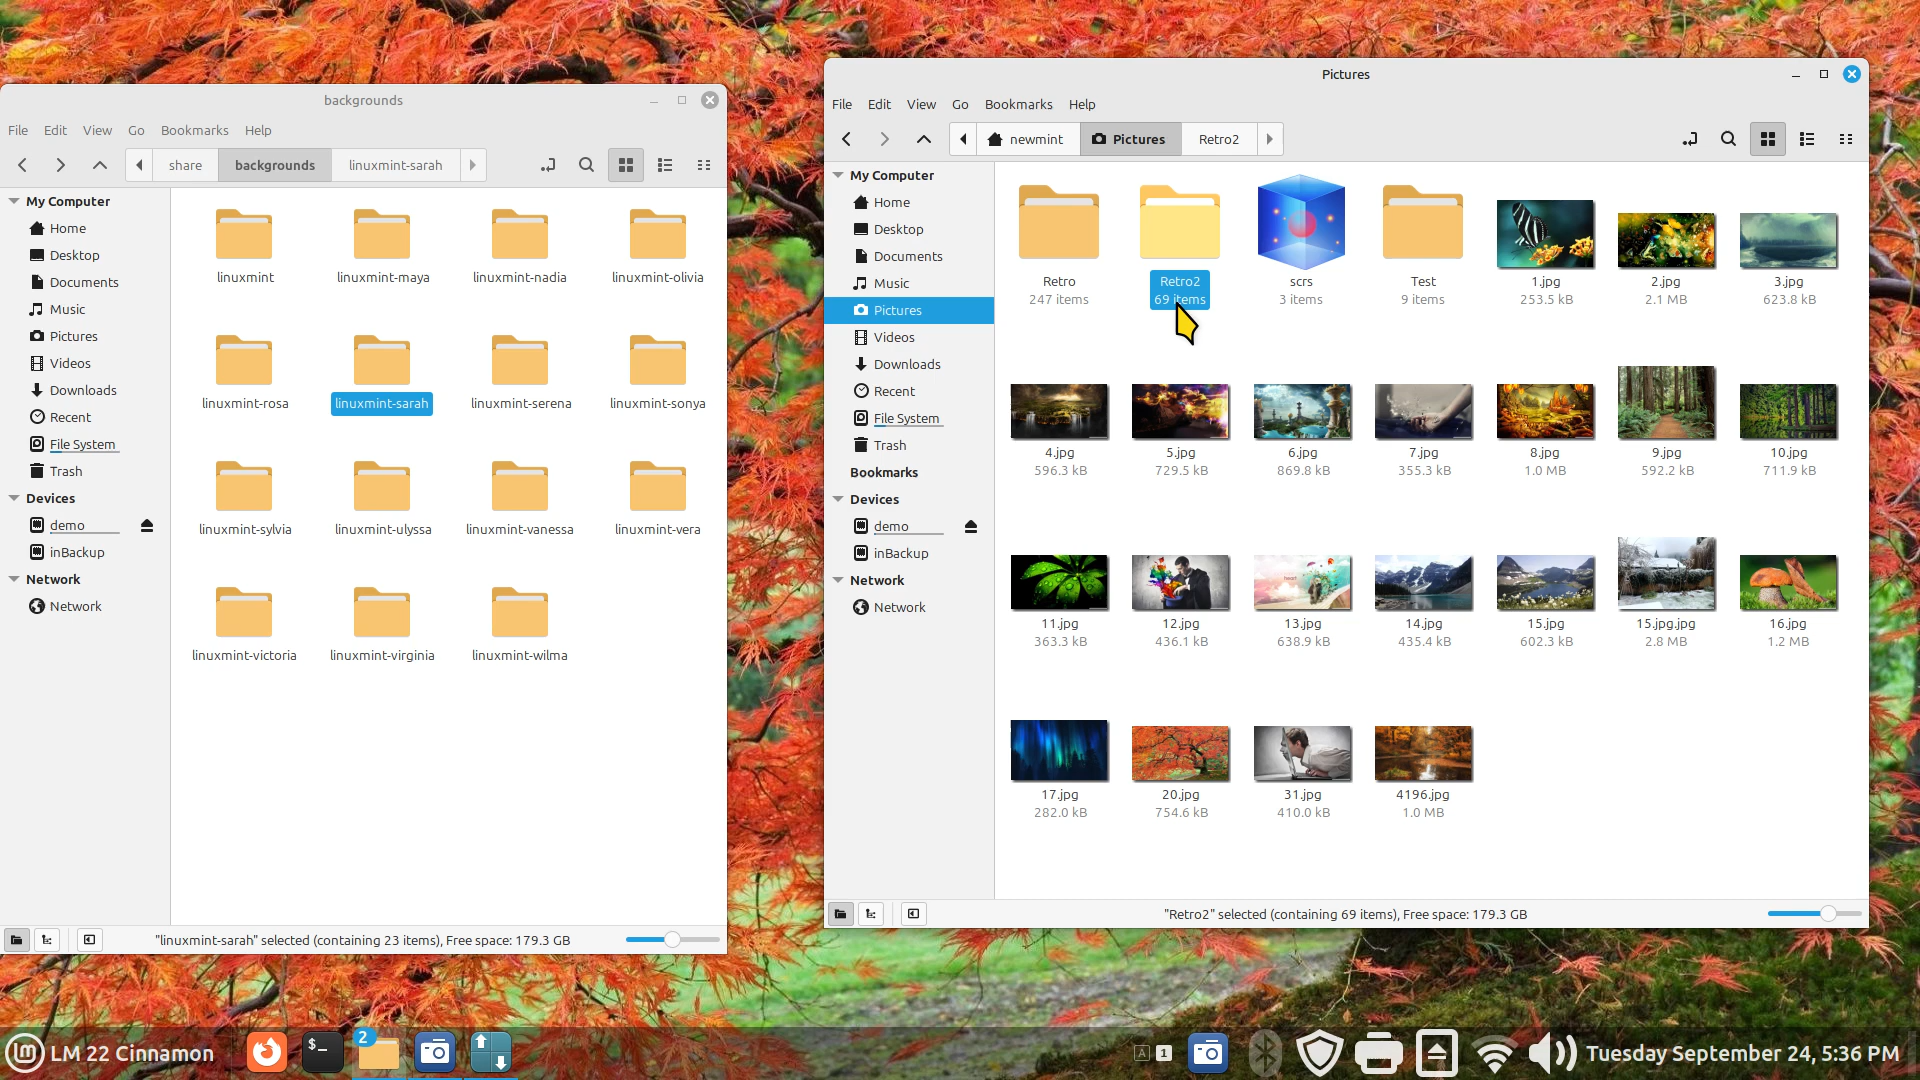 backgrounds
File Edit View Go Bookmarks Help
share backgrounds linuxmint-sarah
My Computer
Home
Desktop
Documents
Music
Pictures
Videos
Downloads
Recent
File System
Trash
Devices
demo
inBackup
Network
Network
linuxmint linuxmint-maya linuxmint-nadia linuxmint-olivia
linuxmint-rosa linuxmint-sarah linuxmint-serena linuxmint-sonya
linuxmint-sylvia linuxmint-ulyssa linuxmint-vanessa linuxmint-vera
linuxmint-victoria linuxmint-virginia linuxmint-wilma
"linuxmint-sarah" selected (containing 23 items), Free space: 179.3 GB
Pictures
File Edit View Go Bookmarks Help
newmint Pictures Retro2
My Computer
Home
Desktop
Documents
Music
Pictures
Videos
Downloads
Recent
File System
Trash
Bookmarks
Devices
demo
inBackup
Network
Network
Retro Retro2 scrs Test 1.jpg 2.jpg 3.jpg
247 items 69 items 3 items 9 items 253.5 kB 2.1 MB 623.8 kB
4.jpg 5.jpg 6.jpg 7.jpg 8.jpg 9.jpg 10.jpg
596.3 kB 729.5 kB 869.8 kB 355.3 kB 1.0 MB 592.2 kB 711.9 kB
11.jpg 12.jpg 13.jpg 14.jpg 15.jpg 15.jpg.jpg 16.jpg
363.3 kB 436.1 kB 638.9 kB 435.4 kB 602.3 kB 2.8 MB 1.2 MB
17.jpg 20.jpg 31.jpg 4196.jpg
282.0 kB 754.6 kB 410.0 kB 1.0 MB
"Retro2" selected (containing 69 items), Free space: 179.3 GB
LM 22 Cinnamon $_ 2 A 1 Tuesday September 24, 5:36 PM